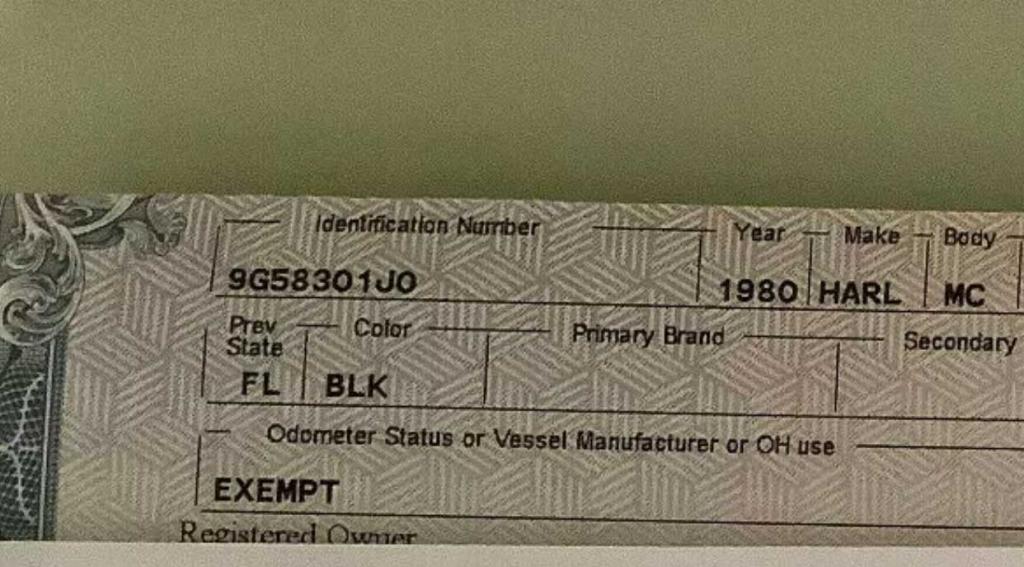 Identification Number Year Make Body
9G58301J0 1980 HARL MC
Prev State Color Primary Brand Secondary
FL BLK
Odometer Status or Vessel Manufacturer or OH use
EXEMPT
Registered Owner